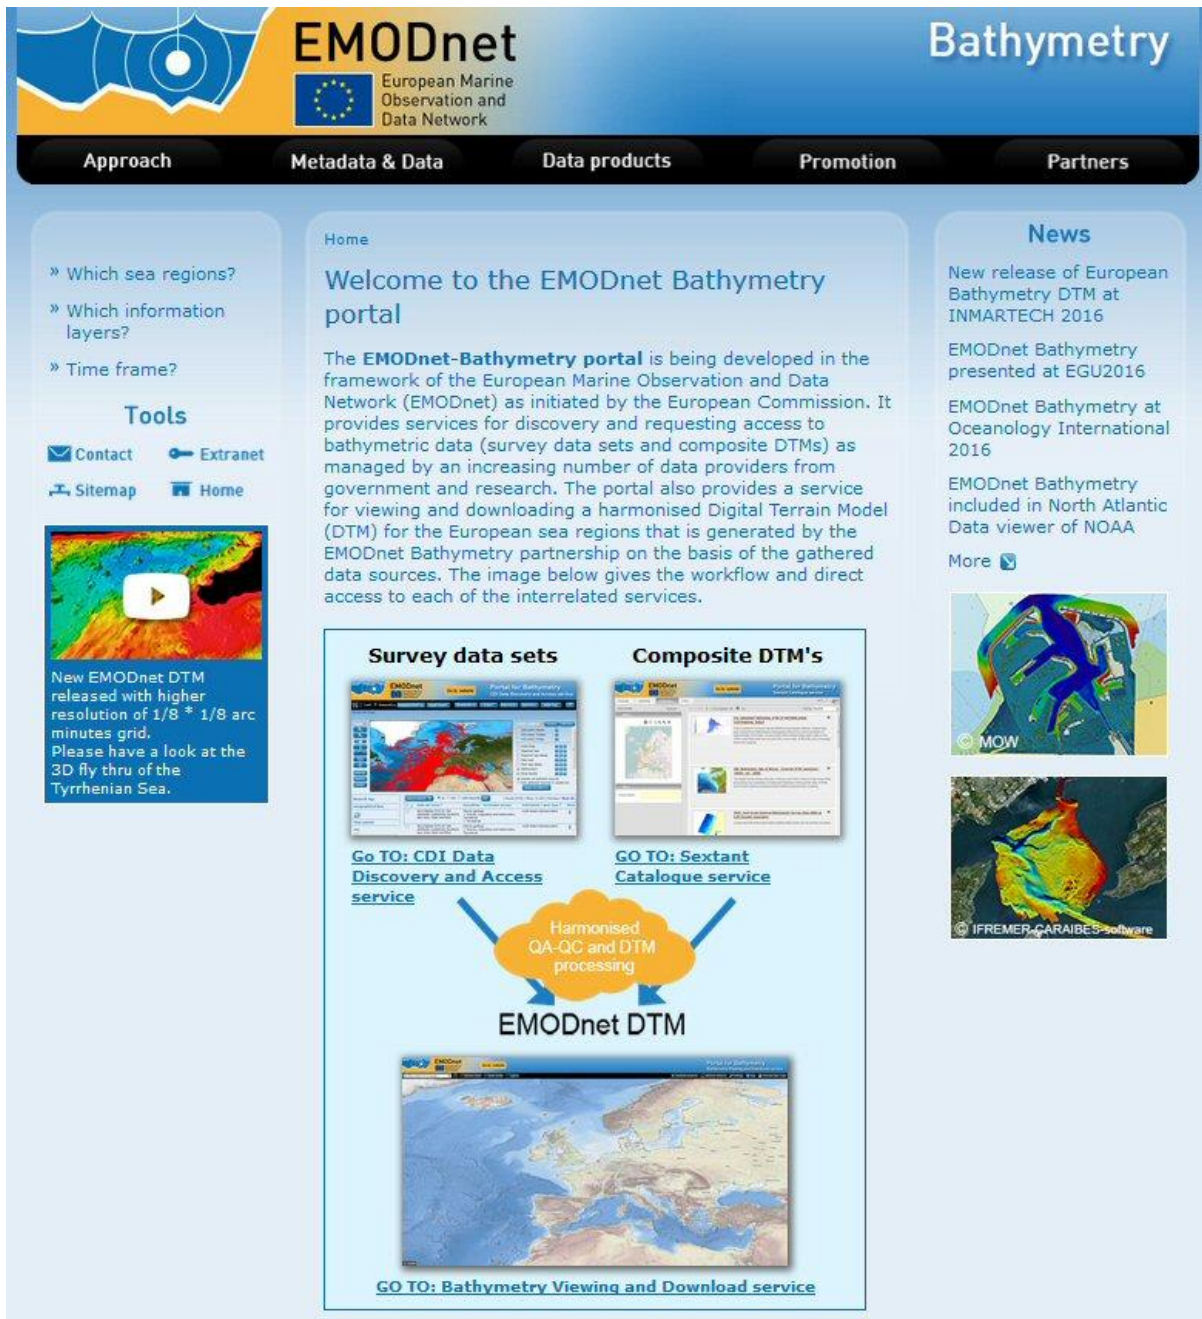 EMODnet
European Marine
Observation and
Data Network
Bathymetry
Approach
Metadata & Data
Data products
Promotion
Partners
» Which sea regions?
» Which information
layers?
» Time frame?
Tools
Contact
Extranet
Sitemap
Home
New EMODnet DTM
released with higher
resolution of 1/8 * 1/8 arc
minutes grid.
Please have a look at the
3D fly thru of the
Tyrrhenian Sea.
Home
Welcome to the EMODnet Bathymetry
portal
The EMODnet-Bathymetry portal is being developed in the
framework of the European Marine Observation and Data
Network (EMODnet) as initiated by the European Commission. It
provides services for discovery and requesting access to
bathymetric data (survey data sets and composite DTMs) as
managed by an increasing number of data providers from
government and research. The portal also provides a service
for viewing and downloading a harmonised Digital Terrain Model
(DTM) for the European sea regions that is generated by the
EMODnet Bathymetry partnership on the basis of the gathered
data sources. The image below gives the workflow and direct
access to each of the interrelated services.
Survey data sets
Composite DTM's
EMODnet
Portal for Bathymetry
EMODnet
Portal for Bathymetry
Go TO: CDI Data
Discovery and Access
service
GO TO: Sextant
Catalogue service
Harmonised
QA-QC and DTM
processing
EMODnet DTM
EMODnet
Portal for Bathymetry
GO TO: Bathymetry Viewing and Download service
News
New release of European
Bathymetry DTM at
INMARTECH 2016
EMODnet Bathymetry
presented at EGU2016
EMODnet Bathymetry at
Oceanology International
2016
EMODnet Bathymetry
included in North Atlantic
Data viewer of NOAA
More
© MOW
© IFREMER-CARAIBES-software